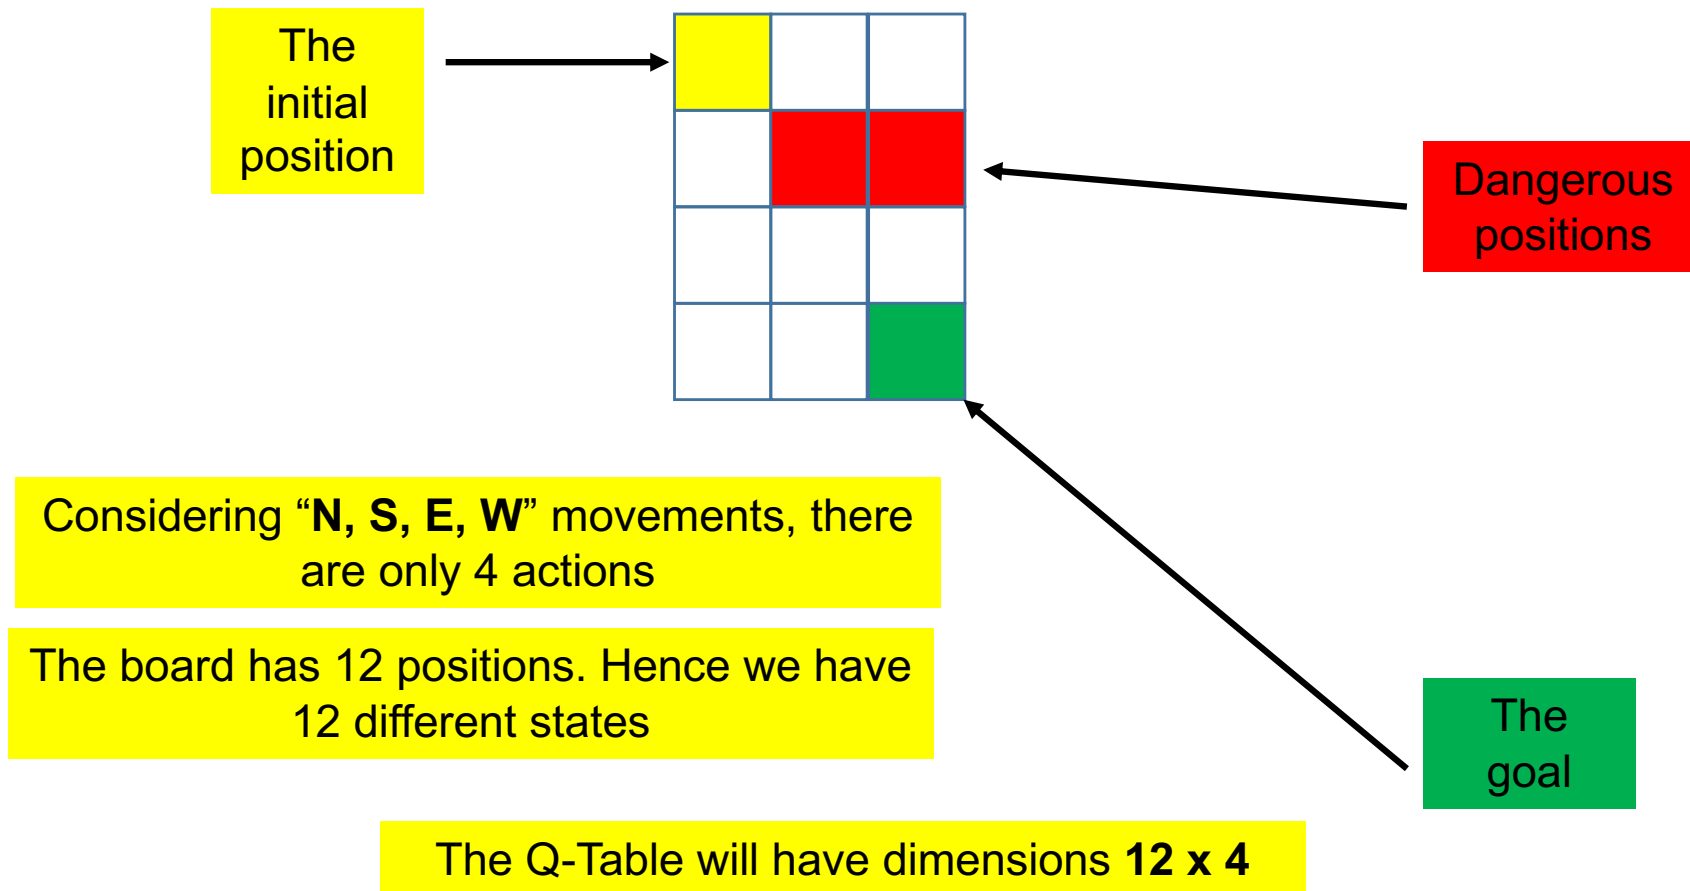 The
initial
position
Dangerous
positions
Considering “N, S, E, W” movements, there
are only 4 actions
The board has 12 positions. Hence we have
12 different states
The
goal
The Q-Table will have dimensions 12 x 4